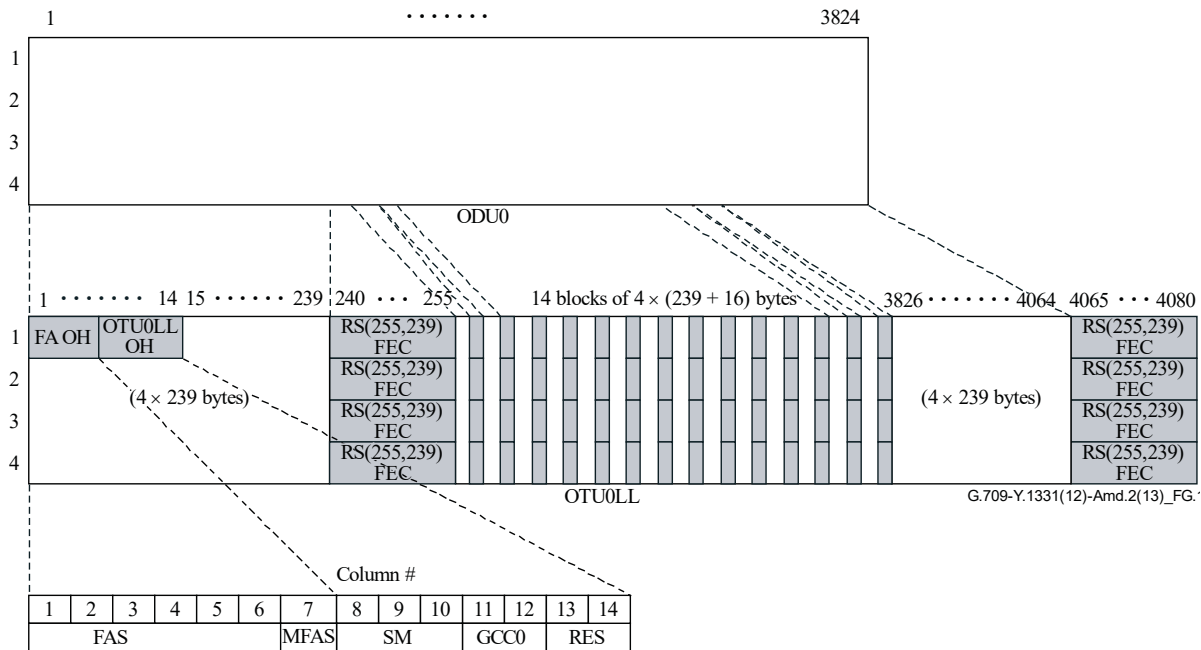 1 ······· 3824
1
2
3
4
ODU0
1 ······· 14 15 ······ 239 240 ··· 255 14 blocks of 4 × (239 + 16) bytes 3826 ······· 4064 4065 ··· 4080
1 FA OH OTU0LL OH RS(255,239) FEC RS(255,239) FEC
2 RS(255,239) FEC RS(255,239) FEC
(4 × 239 bytes) (4 × 239 bytes)
3 RS(255,239) FEC RS(255,239) FEC
4 RS(255,239) FEC RS(255,239) FEC
OTU0LL G.709-Y.1331(12)-Amd.2(13)_FG.1
Column #
1 2 3 4 5 6 7 8 9 10 11 12 13 14
FAS MFAS SM GCC0 RES